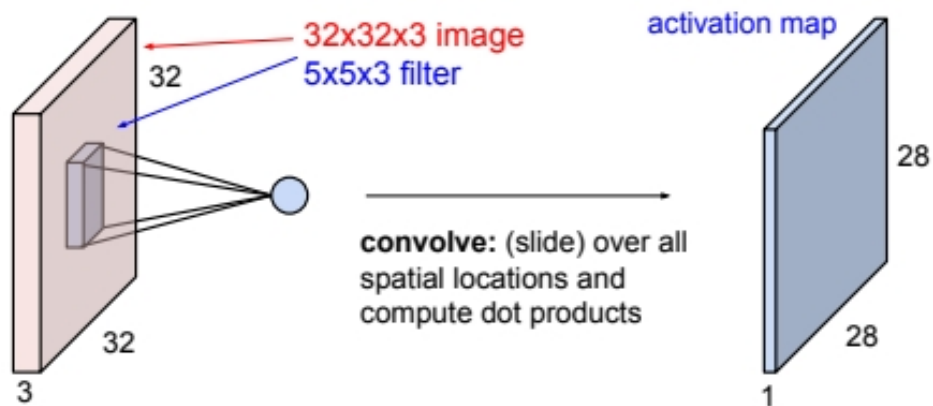 32x32x3 image
5x5x3 filter
32
32
3
convolve: (slide) over all
spatial locations and
compute dot products
activation map
28
28
1